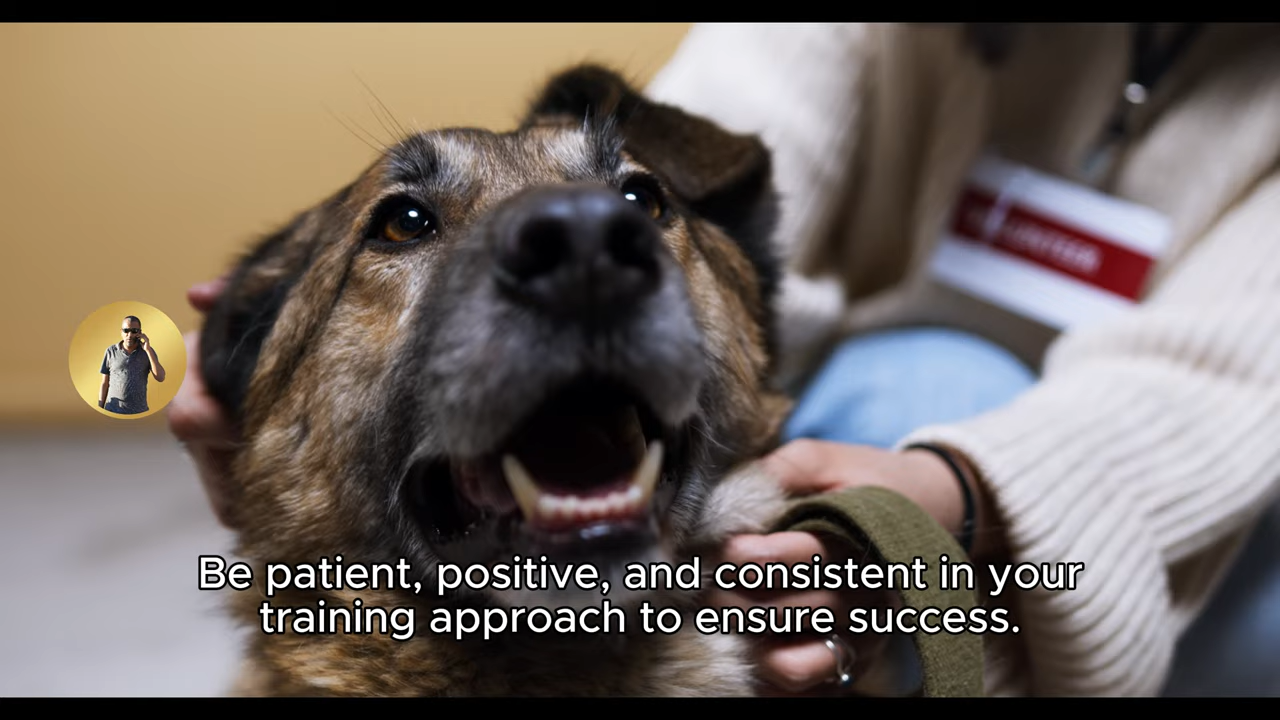 Be patient, positive, and consistent in your
training approach to ensure success.